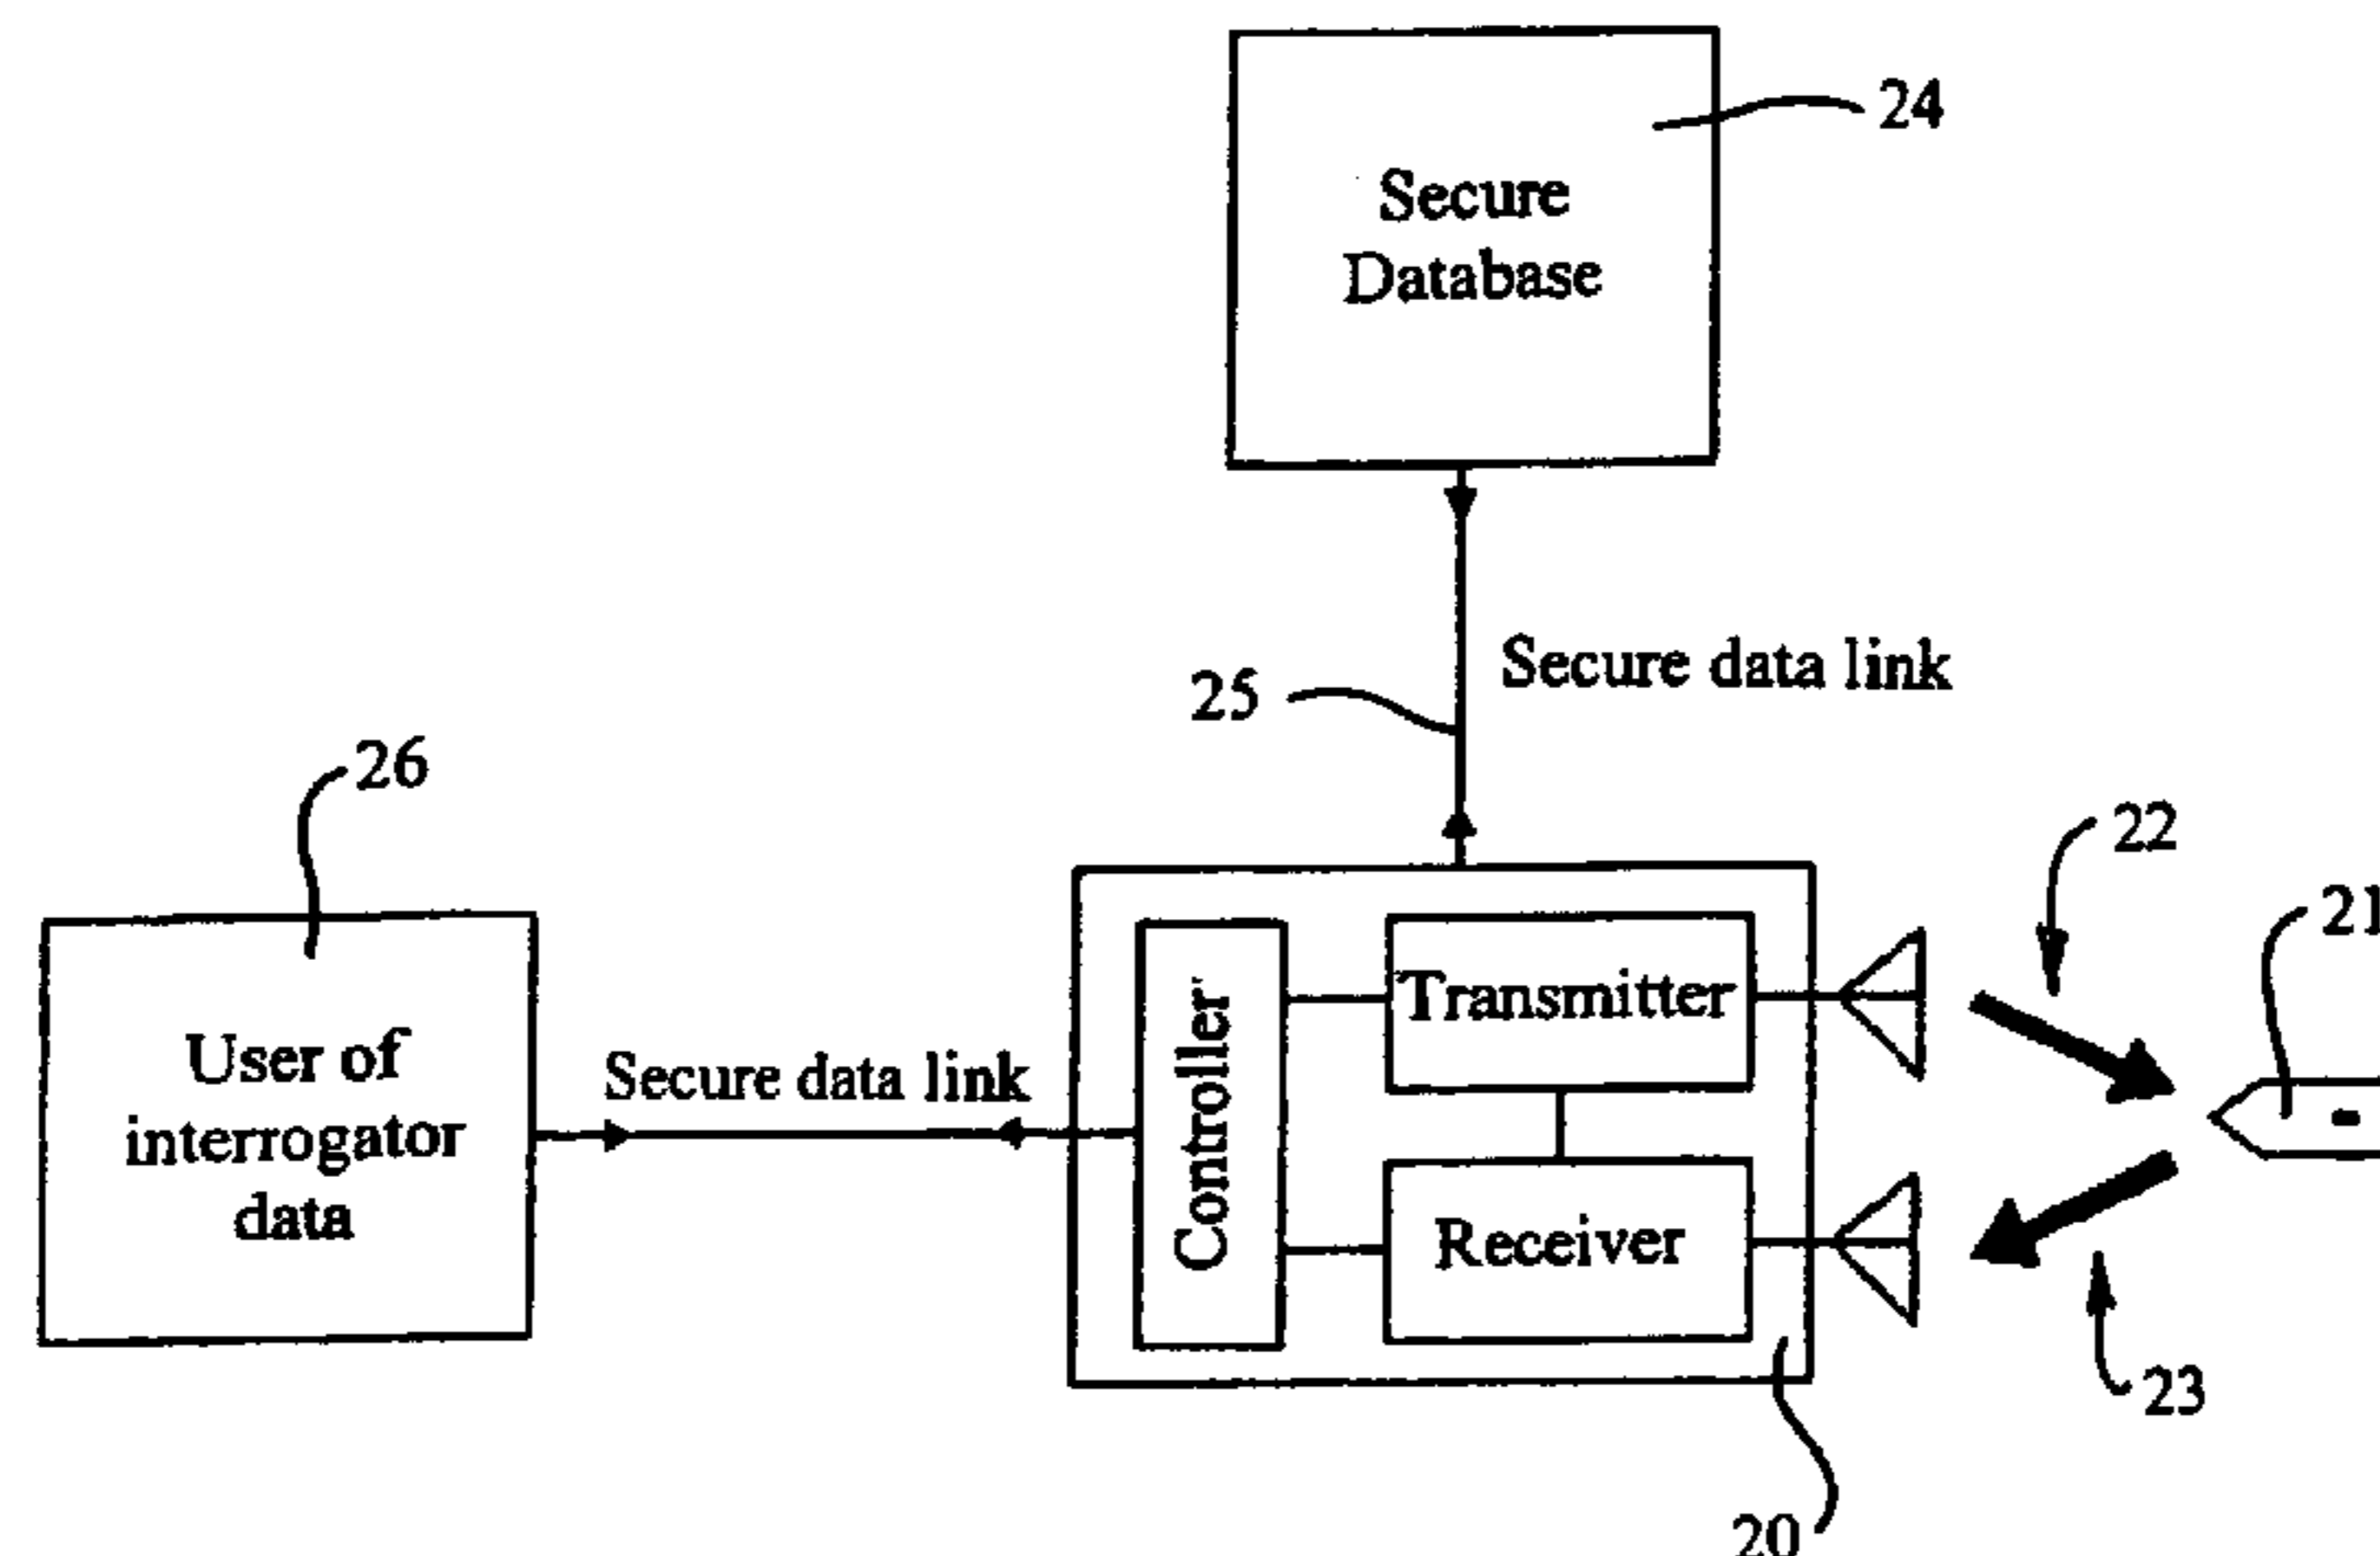 24
Secure
Database
25
Secure data link
26
22
21
User of
interrogator
data
Secure data link
Controller
Transmitter
Receiver
23
20